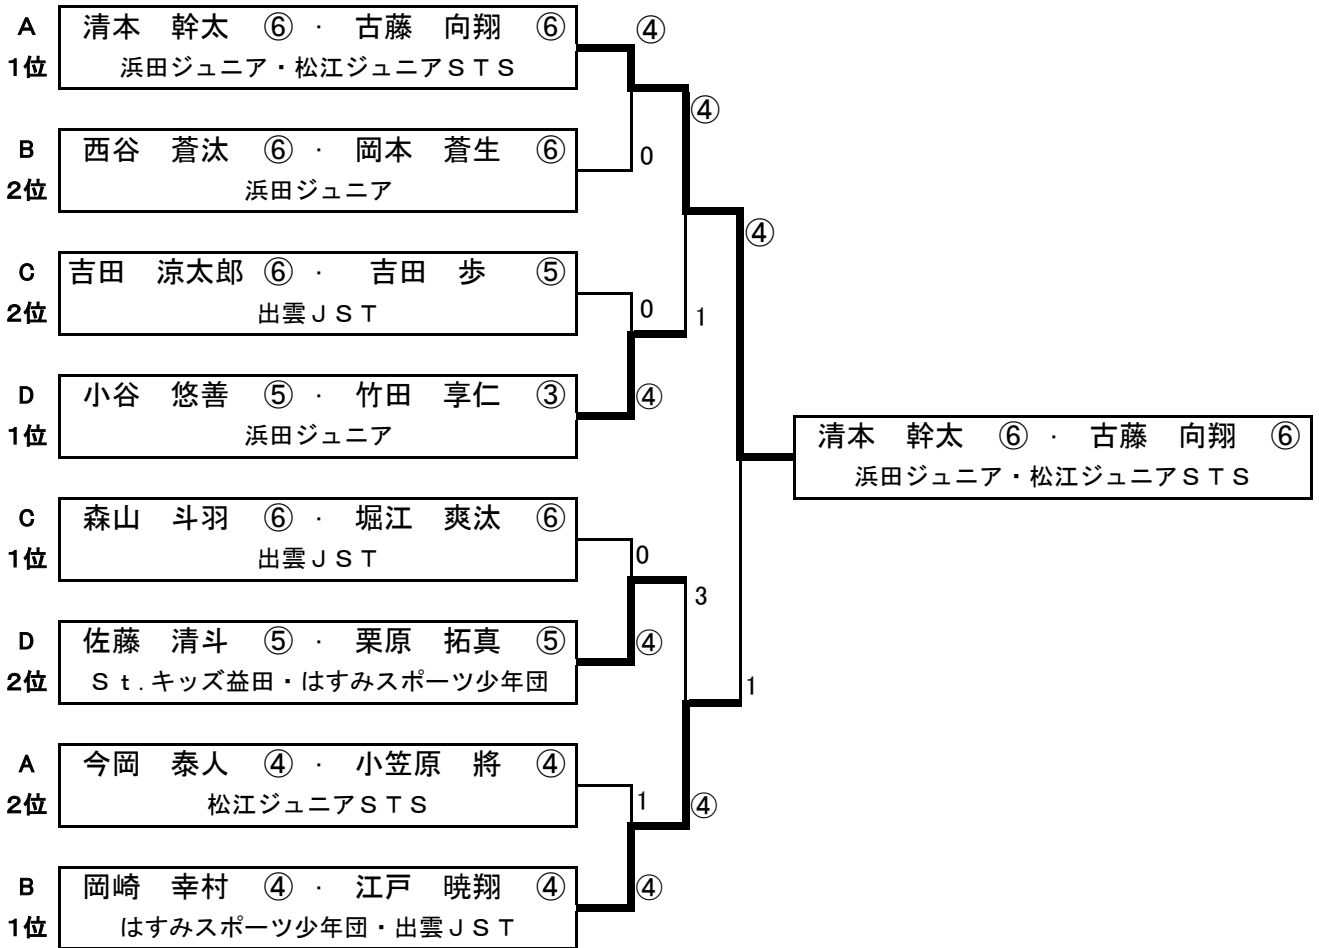 A 清本 幹太 ⑥ ・ 古藤 向翔 ⑥ ④
1位 浜田ジュニア・松江ジュニアSTS
④
B 西谷 蒼汰 ⑥ ・ 岡本 蒼生 ⑥ 0
2位 浜田ジュニア
④
C 吉田 涼太郎 ⑥ ・ 吉田 歩 ⑤
2位 出雲JST 0 1
D 小谷 悠善 ⑤ ・ 竹田 享仁 ③ ④
1位 浜田ジュニア
清本 幹太 ⑥ ・ 古藤 向翔 ⑥
浜田ジュニア・松江ジュニアSTS
C 森山 斗羽 ⑥ ・ 堀江 爽汰 ⑥
1位 出雲JST 0
3
D 佐藤 清斗 ⑤ ・ 栗原 拓真 ⑤ ④
2位 St.キッズ益田・はすみスポーツ少年団 1
A 今岡 泰人 ④ ・ 小笠原 將 ④
2位 松江ジュニアSTS 1 ④
B 岡崎 幸村 ④ ・ 江戸 暁翔 ④ ④
1位 はすみスポーツ少年団・出雲JST